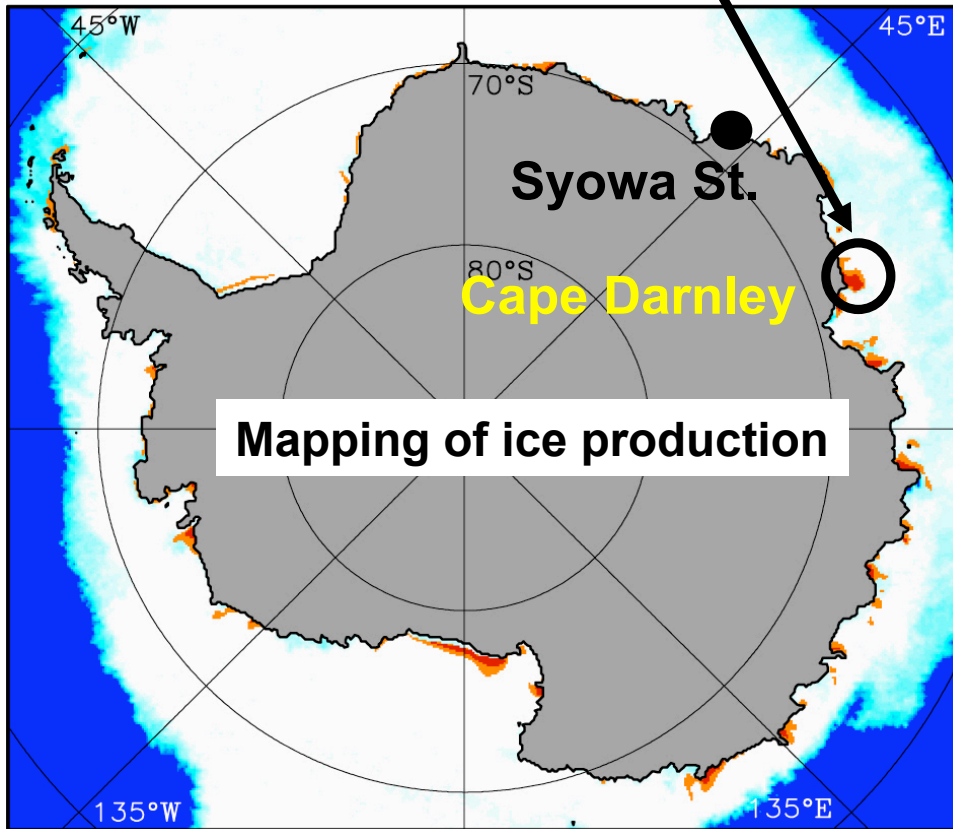 45°W
45°E
70°S
Syowa St.
80°S
Cape Darnley
Mapping of ice production
135°W
135°E